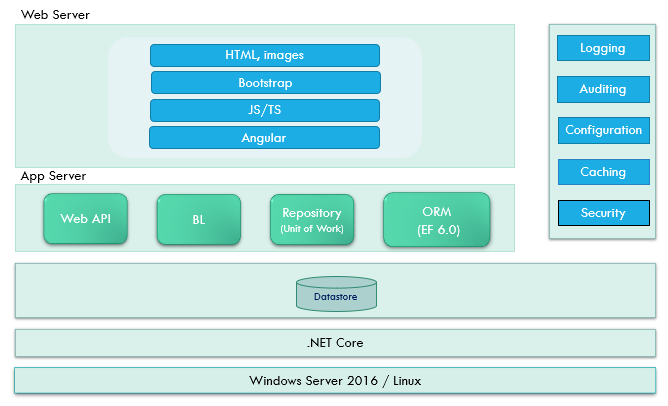 Web Server
HTML, images
Bootstrap
JS/TS
Angular
Logging
Auditing
Configuration
Caching
Security
App Server
Web API
BL
Repository
(Unit of Work)
ORM
(EF 6.0)
Datastore
.NET Core
Windows Server 2016 / Linux